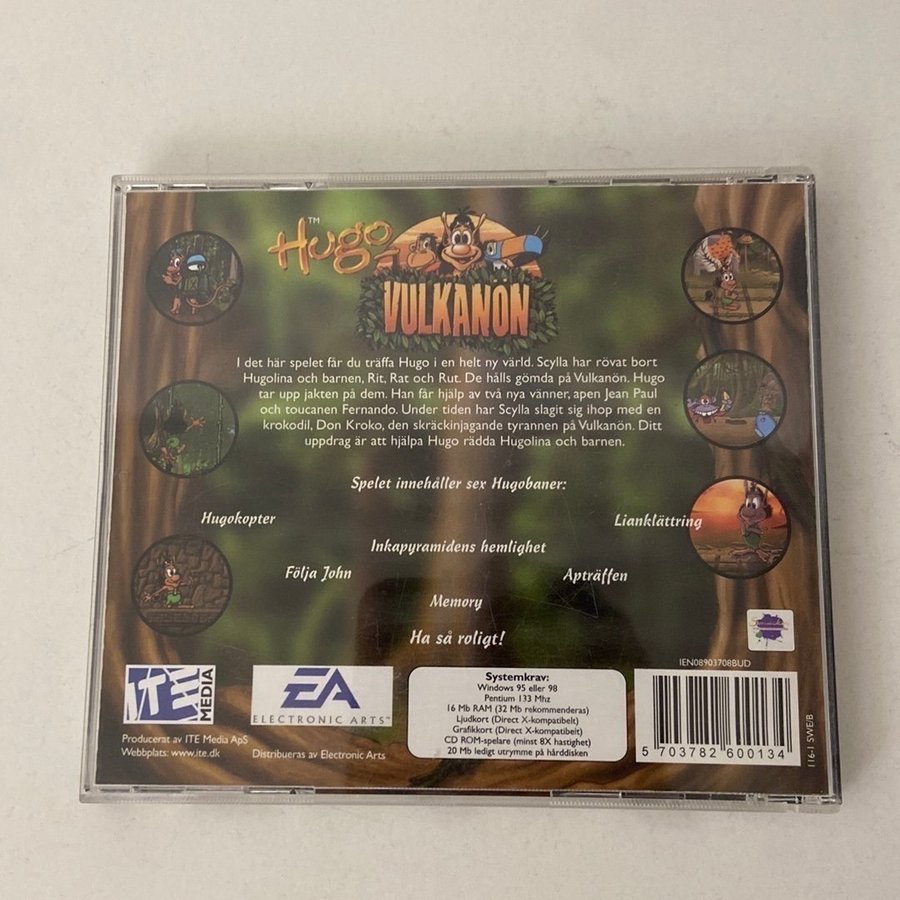 Hugo™
VULKANÖN
I det här spelet får du träffa Hugo i en helt ny värld. Scylla har rövat bort
Hugolina och barnen, Rit, Rat och Rut. De hålls gömda på Vulkanön. Hugo
tar upp jakten på dem. Han får hjälp av två nya vänner, apen Jean Paul
och toucanen Fernando. Under tiden har Scylla slagit sig ihop med en
krokodil, Don Kroko, den skräckinjagande tyrannen på Vulkanön. Ditt
uppdrag är att hjälpa Hugo rädda Hugolina och barnen.
Spelet innehåller sex Hugobaner:
Hugokopter
Lianklättring
Inkapyramidens hemlighet
Följa John
Apträffen
Memory
Ha så roligt!
ITE MEDIA
Producerat av ITE Media ApS
Webbplats: www.ite.dk
EA
ELECTRONIC ARTS™
Distribueras av Electronic Arts
Systemkrav:
Windows 95 eller 98
Pentium 133 Mhz
16 Mb RAM (32 Mb rekommenderas)
Ljudkort (Direct X-kompatibelt)
Grafikkort (Direct X-kompatibeit)
CD ROM-spelare (minst 8X hastighet)
20 Mb ledigt utrymme på hårddisken
IEN08903708BUD
5 703782 600134
116-1 SWE/B